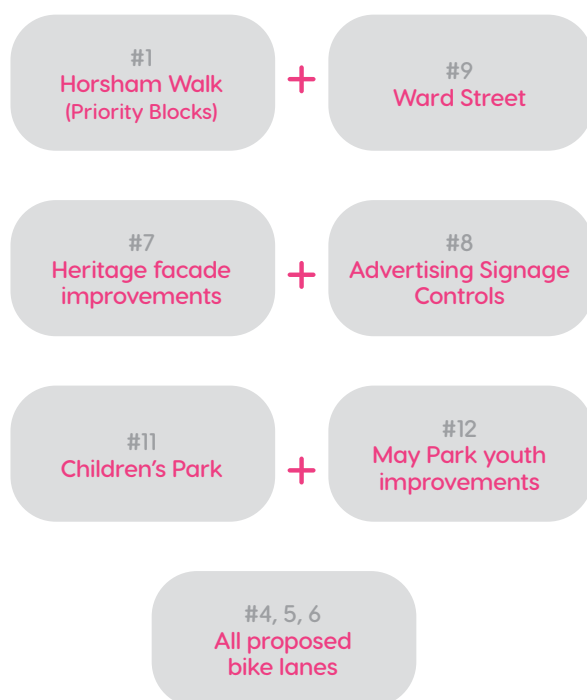 #1
Horsham Walk
(Priority Blocks)
+
#9
Ward Street
#7
Heritage facade
improvements
+
#8
Advertising Signage
Controls
#11
Children’s Park
+
#12
May Park youth
improvements
#4, 5, 6
All proposed
bike lanes